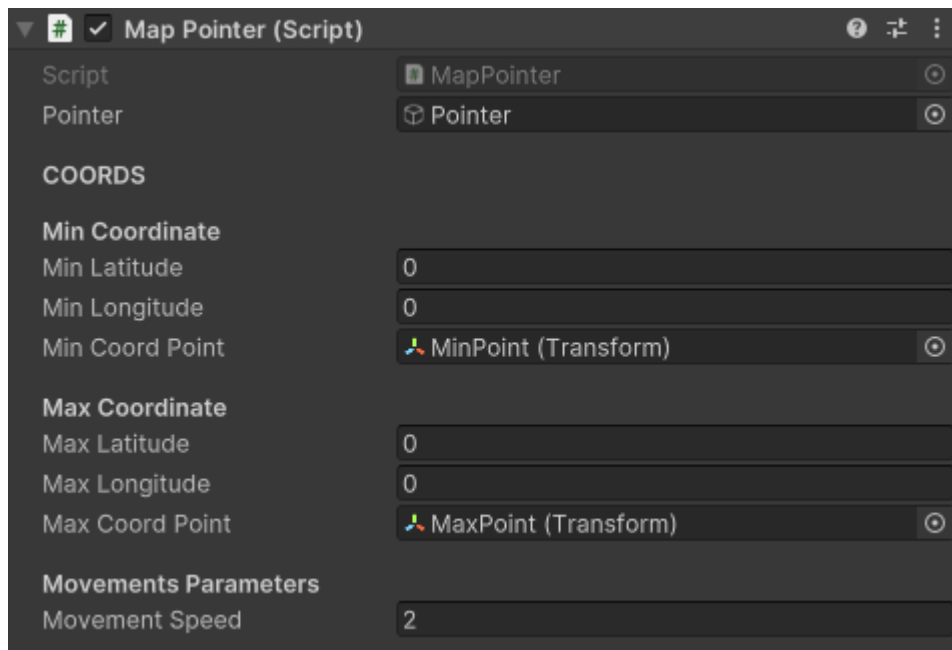 # Map Pointer (Script)
Script # MapPointer
Pointer Pointer
COORDS
Min Coordinate
Min Latitude 0
Min Longitude 0
Min Coord Point MinPoint (Transform)
Max Coordinate
Max Latitude 0
Max Longitude 0
Max Coord Point MaxPoint (Transform)
Movements Parameters
Movement Speed 2